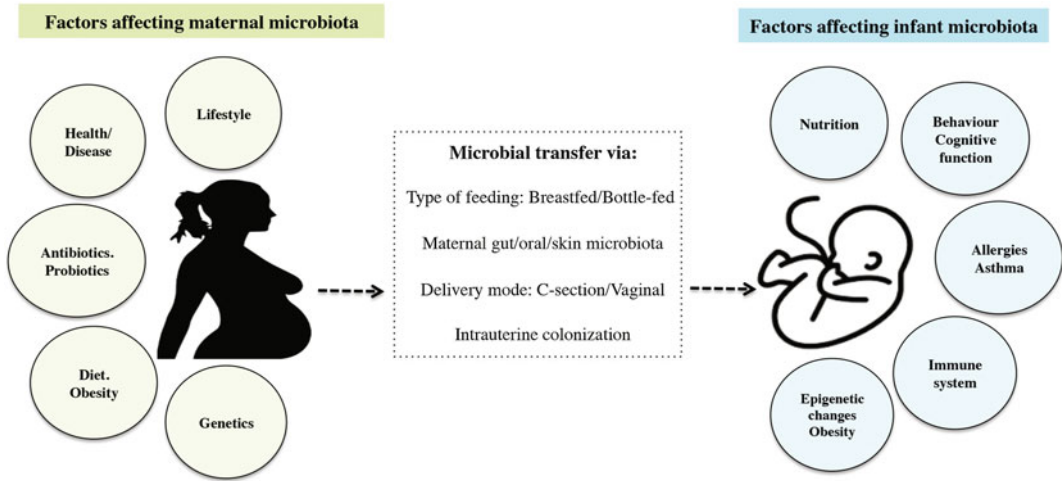 Factors affecting maternal microbiota
Lifestyle
Health/
Disease
Antibiotics.
Probiotics
Diet.
Obesity
Genetics
Microbial transfer via:
Type of feeding: Breastfed/Bottle-fed
Maternal gut/oral/skin microbiota
Delivery mode: C-section/Vaginal
Intrauterine colonization
Factors affecting infant microbiota
Nutrition
Behaviour
Cognitive
function
Allergies
Asthma
Immune
system
Epigenetic
changes
Obesity